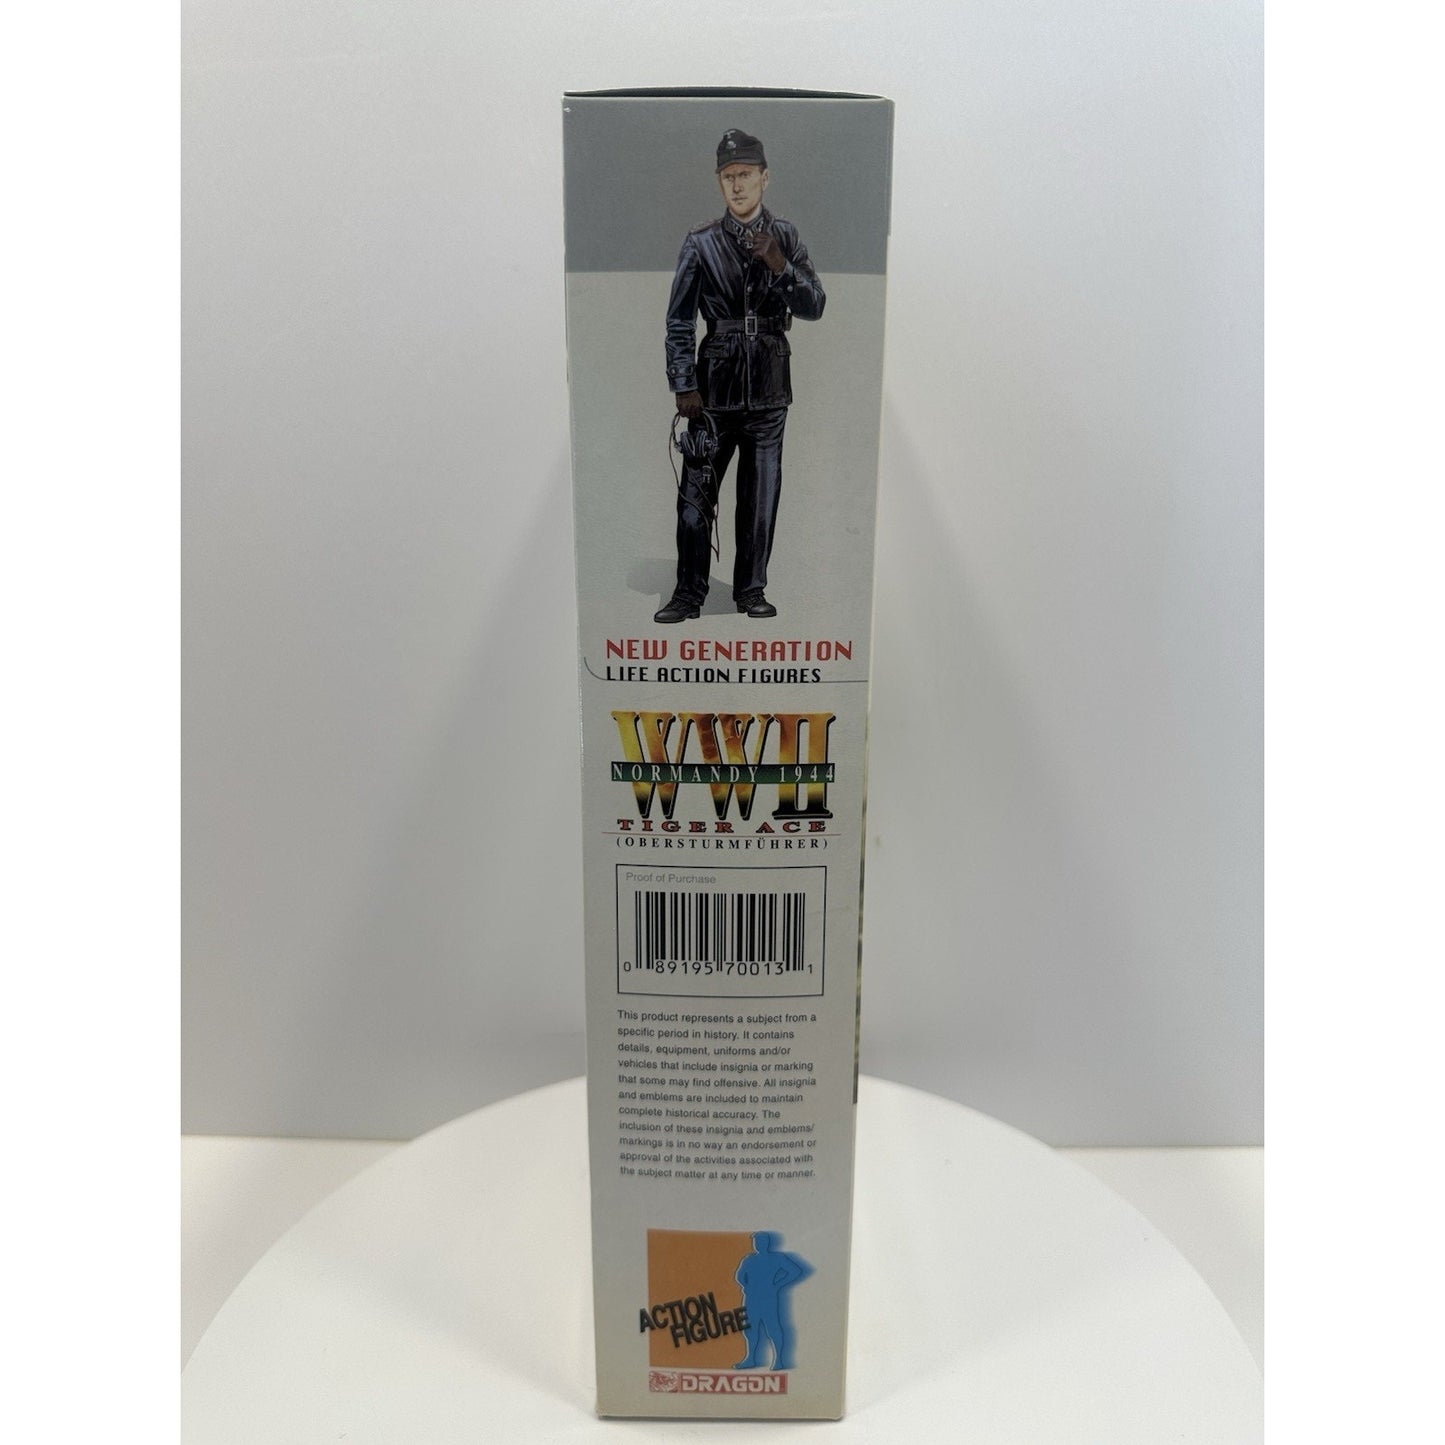 NEW GENERATION
LIFE ACTION FIGURES
WWII
NORMANDY 1944
TIGER ACE
(OBERSTURMFÜHRER)
Proof of Purchase
0 89195 70013 1
This product represents a subject from a
specific period in history. It contains
details, equipment, uniforms and/or
vehicles that include insignia or marking
that some may find offensive. All insignia
and emblems are included to maintain
complete historical accuracy. The
inclusion of these insignia and emblems/
markings is in no way an endorsement or
approval of the activities associated with
the subject matter at any time or manner.
ACTION
FIGURE
DRAGON